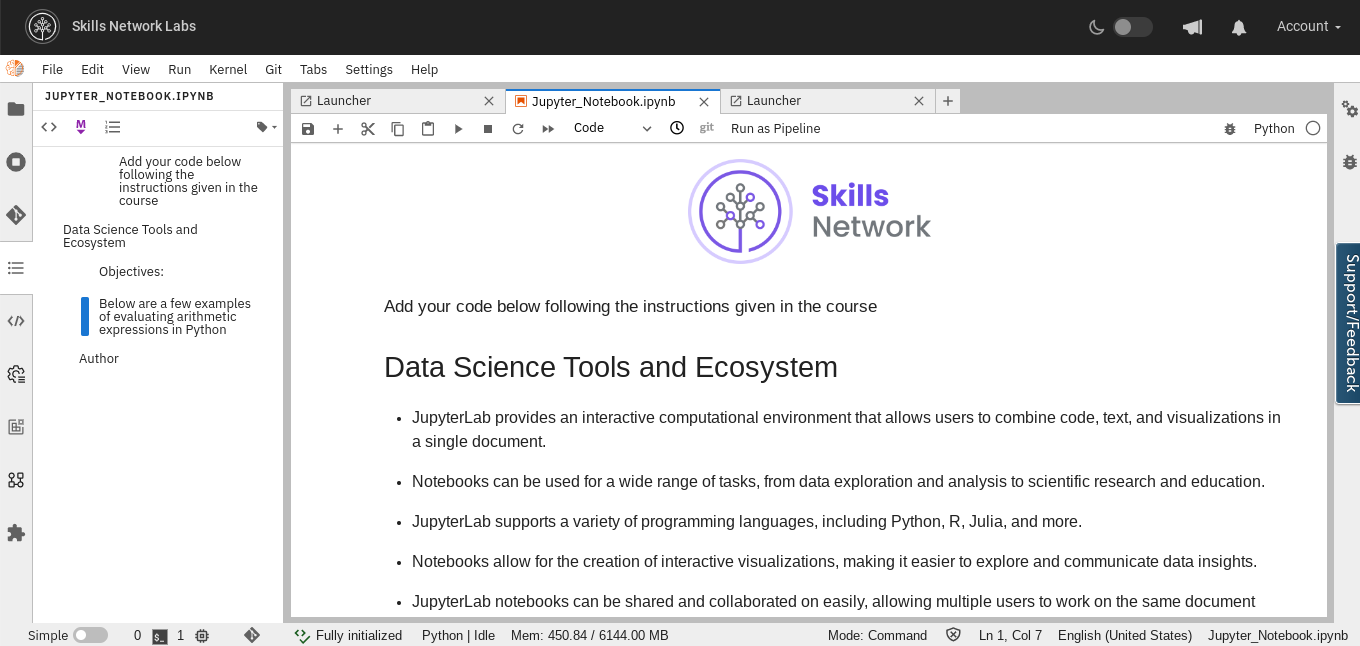 Skills Network Labs
Account
File Edit View Run Kernel Git Tabs Settings Help
JUPYTER_NOTEBOOK.IPYNB
M
Add your code below
following the
instructions given in the
course
Data Science Tools and
Ecosystem
Objectives:
Below are a few examples
of evaluating arithmetic
expressions in Python
Author
Launcher
Jupyter_Notebook.ipynb
Launcher
Code
git
Run as Pipeline
Python
Skills
Network
Add your code below following the instructions given in the course
Data Science Tools and Ecosystem
• JupyterLab provides an interactive computational environment that allows users to combine code, text, and visualizations in
a single document.
• Notebooks can be used for a wide range of tasks, from data exploration and analysis to scientific research and education.
• JupyterLab supports a variety of programming languages, including Python, R, Julia, and more.
• Notebooks allow for the creation of interactive visualizations, making it easier to explore and communicate data insights.
• JupyterLab notebooks can be shared and collaborated on easily, allowing multiple users to work on the same document
Support/Feedback
Simple 0 $_ 1 Fully initialized Python | Idle Mem: 450.84 / 6144.00 MB Mode: Command Ln 1, Col 7 English (United States) Jupyter_Notebook.ipynb